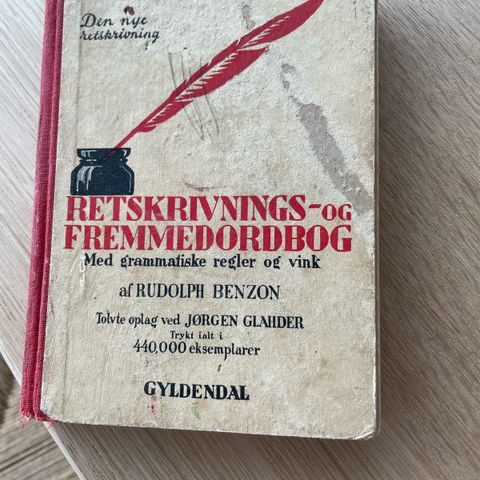 Den nye
retskrivning
RETSKRIVNINGS-OG
FREMMEDORDBOG
Med grammatiske regler og vink
af RUDOLPH BENZON
Tolvte oplag ved JØRGEN GLAHDER
Trykt ialt i
440,000 eksemplarer
GYLDENDAL